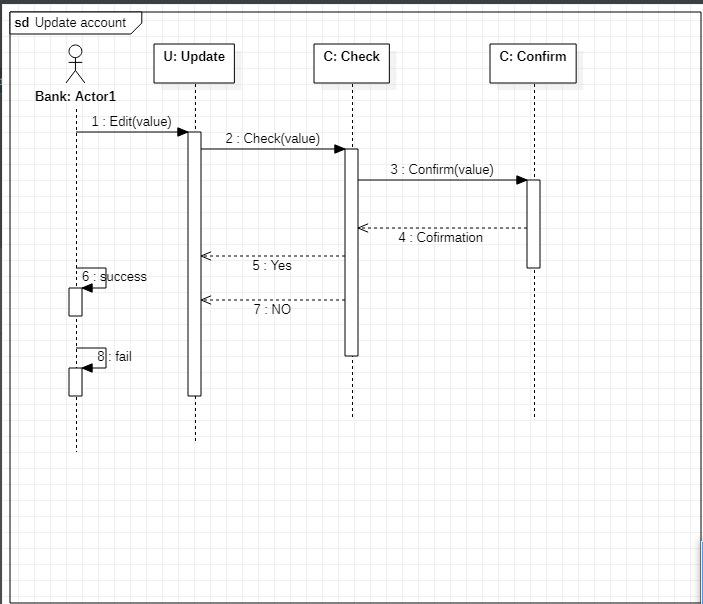 sd Update account
U: Update
C: Check
C: Confirm
Bank: Actor1
1 : Edit(value)
2 : Check(value)
3 : Confirm(value)
4 : Cofirmation
5 : Yes
6 : success
7 : NO
8 : fail